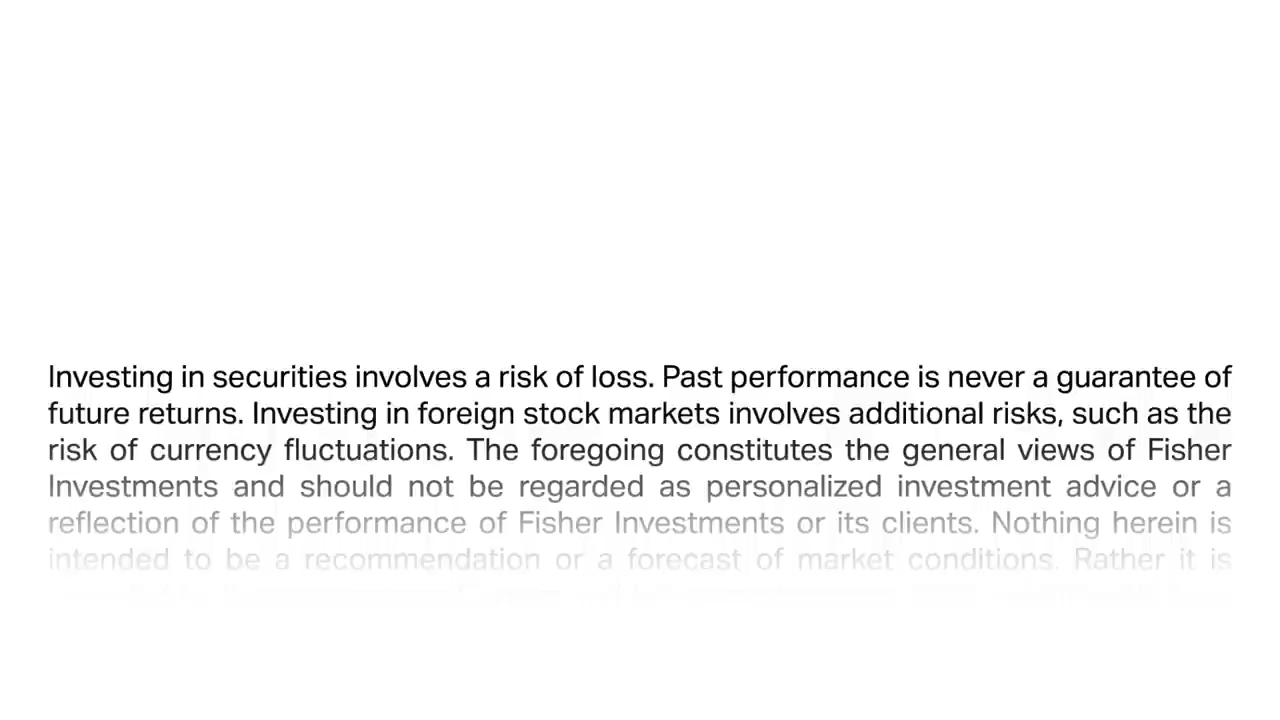 Investing in securities involves a risk of loss. Past performance is never a guarantee of
future returns. Investing in foreign stock markets involves additional risks, such as the
risk of currency fluctuations. The foregoing constitutes the general views of Fisher
Investments and should not be regarded as personalized investment advice or a
reflection of the performance of Fisher Investments or its clients. Nothing herein is
intended to be a recommendation or a forecast of market conditions. Rather it is